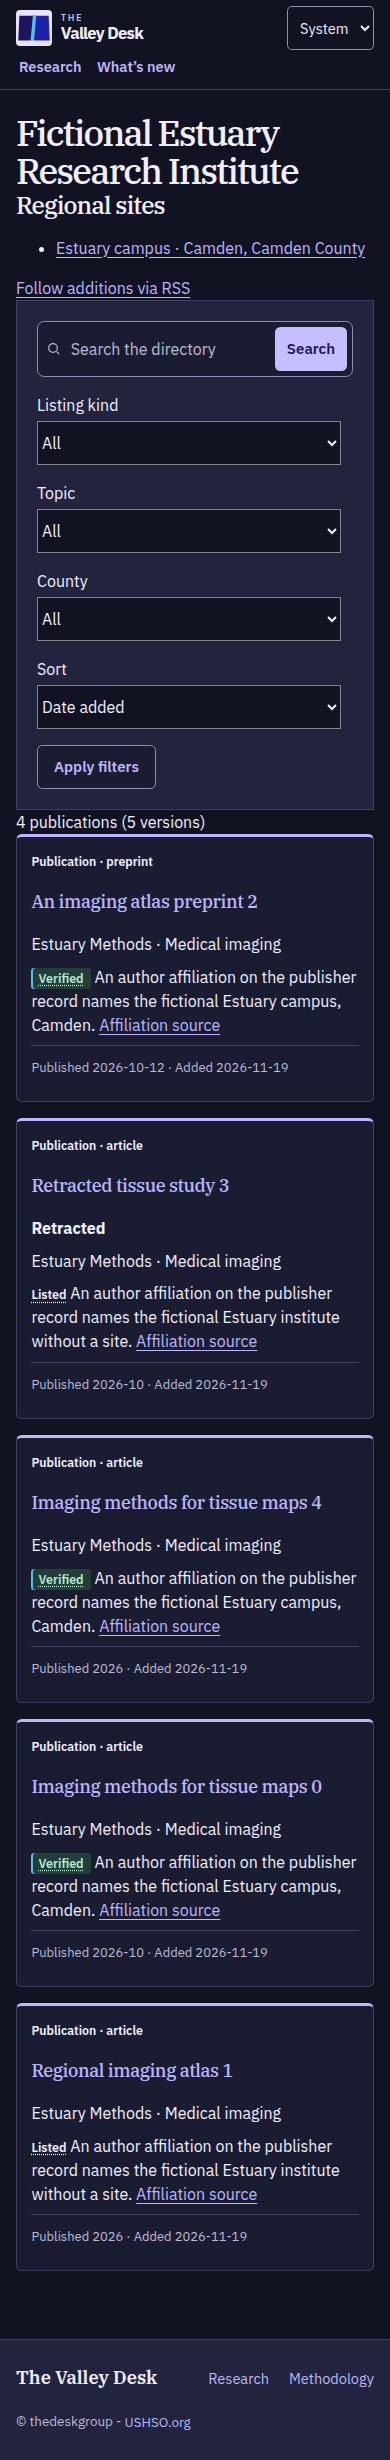 THE
Valley Desk
System
Research What's new
Fictional Estuary
Research Institute
Regional sites
• Estuary campus · Camden, Camden County
Follow additions via RSS
Search the directory
Search
Listing kind
All
Topic
All
County
All
Sort
Date added
Apply filters
4 publications (5 versions)
Publication · preprint
An imaging atlas preprint 2
Estuary Methods · Medical imaging
Verified An author affiliation on the publisher
record names the fictional Estuary campus,
Camden. Affiliation source
Published 2026-10-12 · Added 2026-11-19
Publication · article
Retracted tissue study 3
Retracted
Estuary Methods · Medical imaging
Listed An author affiliation on the publisher
record names the fictional Estuary institute
without a site. Affiliation source
Published 2026-10 · Added 2026-11-19
Publication · article
Imaging methods for tissue maps 4
Estuary Methods · Medical imaging
Verified An author affiliation on the publisher
record names the fictional Estuary campus,
Camden. Affiliation source
Published 2026 · Added 2026-11-19
Publication · article
Imaging methods for tissue maps 0
Estuary Methods · Medical imaging
Verified An author affiliation on the publisher
record names the fictional Estuary campus,
Camden. Affiliation source
Published 2026-10 · Added 2026-11-19
Publication · article
Regional imaging atlas 1
Estuary Methods · Medical imaging
Listed An author affiliation on the publisher
record names the fictional Estuary institute
without a site. Affiliation source
Published 2026 · Added 2026-11-19
The Valley Desk
Research Methodology
© thedeskgroup - USHSO.org